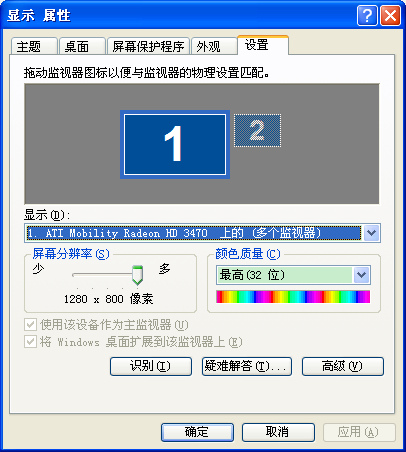 显示 属性
主题 桌面 屏幕保护程序 外观 设置
拖动监视器图标以便与监视器的物理设置匹配。
1 2
显示(D):
1. ATI Mobility Radeon HD 3470 上的 (多个监视器)
屏幕分辨率(S) 颜色质量(C)
少 多 最高(32 位)
1280 x 800 像素
使用该设备作为主监视器(U)
将 Windows 桌面扩展到该监视器上(E)
识别(I) 疑难解答(T)... 高级(V)
确定 取消 应用(A)